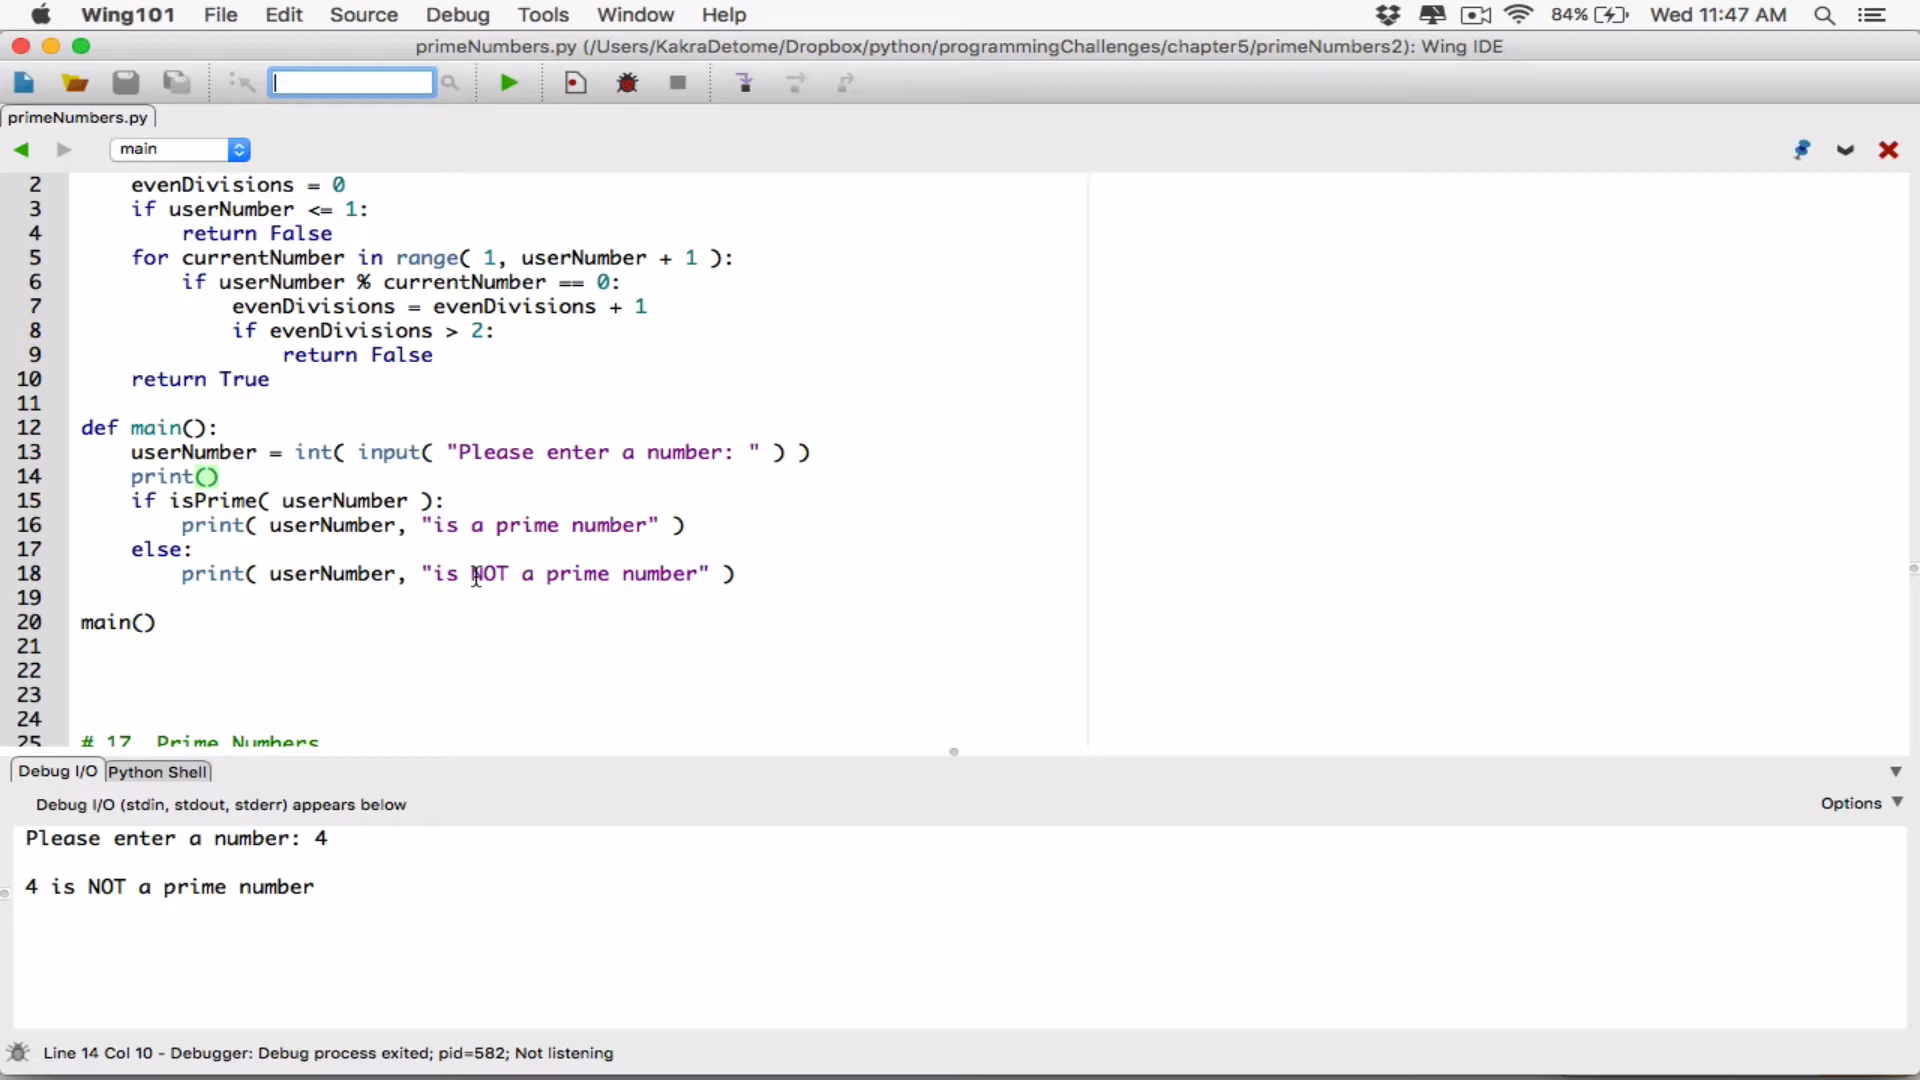 Wing101 File Edit Source Debug Tools Window Help 84% Wed 11:47 AM
primeNumbers.py (/Users/KakraDetome/Dropbox/python/programmingChallenges/chapter5/primeNumbers2): Wing IDE
primeNumbers.py
main
2 evenDivisions = 0
3 if userNumber <= 1:
4 return False
5 for currentNumber in range( 1, userNumber + 1 ):
6 if userNumber % currentNumber == 0:
7 evenDivisions = evenDivisions + 1
8 if evenDivisions > 2:
9 return False
10 return True
11
12 def main():
13 userNumber = int( input( "Please enter a number: " ) )
14 print()
15 if isPrime( userNumber ):
16 print( userNumber, "is a prime number" )
17 else:
18 print( userNumber, "is NOT a prime number" )
19
20 main()
21
22
23
24
25 # 17. Prime Numbers
Debug I/O Python Shell
Debug I/O (stdin, stdout, stderr) appears below Options
Please enter a number: 4
4 is NOT a prime number
Line 14 Col 10 - Debugger: Debug process exited; pid=582; Not listening